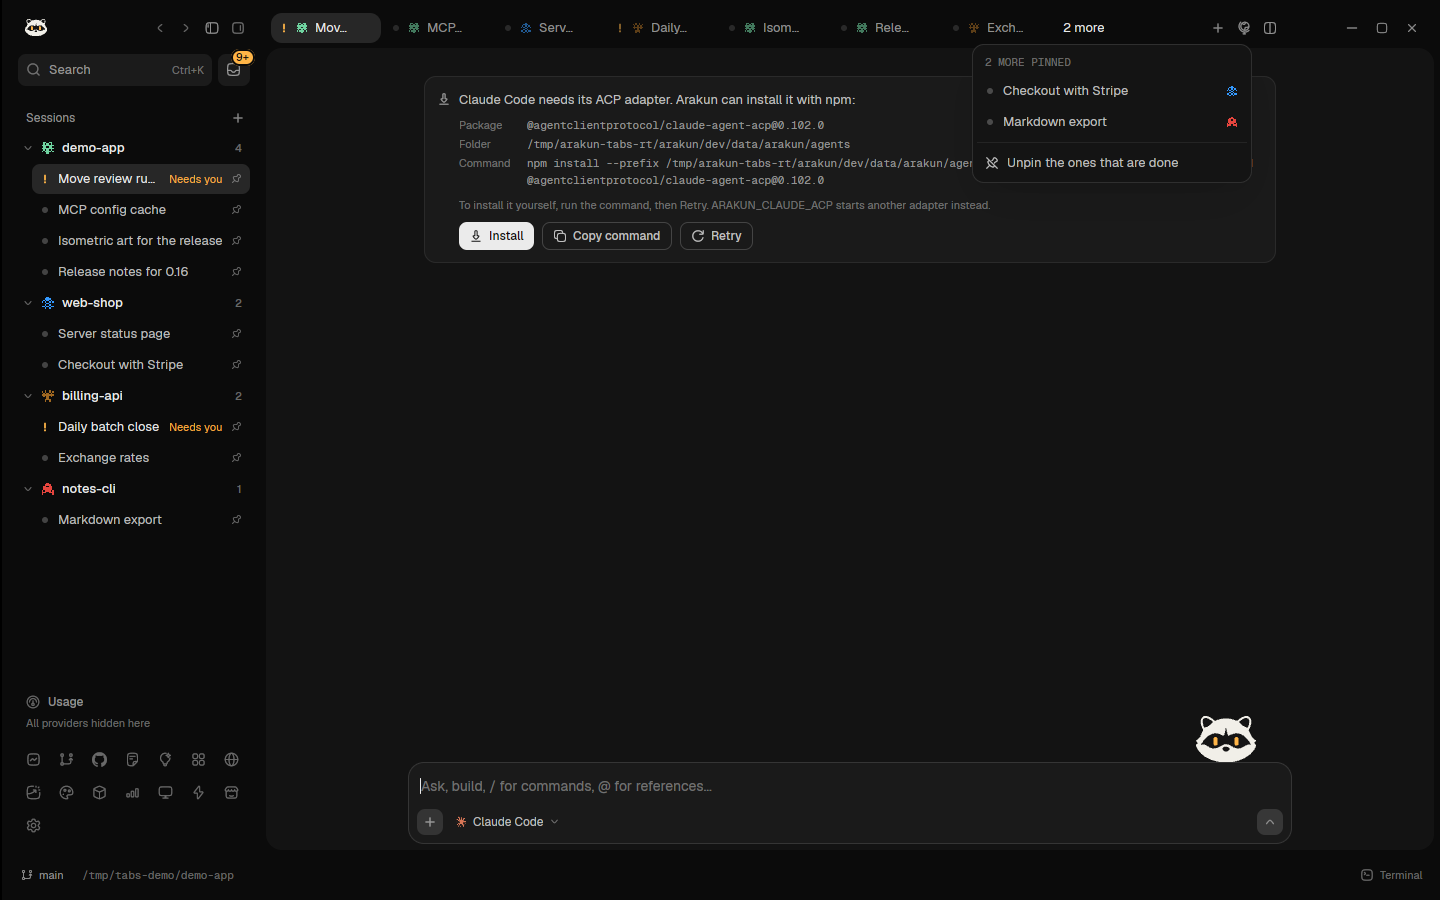 Mov...
MCP...
Serv...
Daily...
Isom...
Rele...
Exch...
2 more
Search
Ctrl+K
9+
Sessions
demo-app
4
Move review ru...
Needs you
MCP config cache
Isometric art for the release
Release notes for 0.16
web-shop
2
Server status page
Checkout with Stripe
billing-api
2
Daily batch close
Needs you
Exchange rates
notes-cli
1
Markdown export
Usage
All providers hidden here
main
/tmp/tabs-demo/demo-app
Claude Code needs its ACP adapter. Arakun can install it with npm:
Package
@agentclientprotocol/claude-agent-acp@0.102.0
Folder
/tmp/arakun-tabs-rt/arakun/dev/data/arakun/agents
Command
npm install --prefix /tmp/arakun-tabs-rt/arakun/dev/data/arakun/agen
@agentclientprotocol/claude-agent-acp@0.102.0
To install it yourself, run the command, then Retry. ARAKUN_CLAUDE_ACP starts another adapter instead.
Install
Copy command
Retry
2 MORE PINNED
Checkout with Stripe
Markdown export
Unpin the ones that are done
Ask, build, / for commands, @ for references...
Claude Code
Terminal